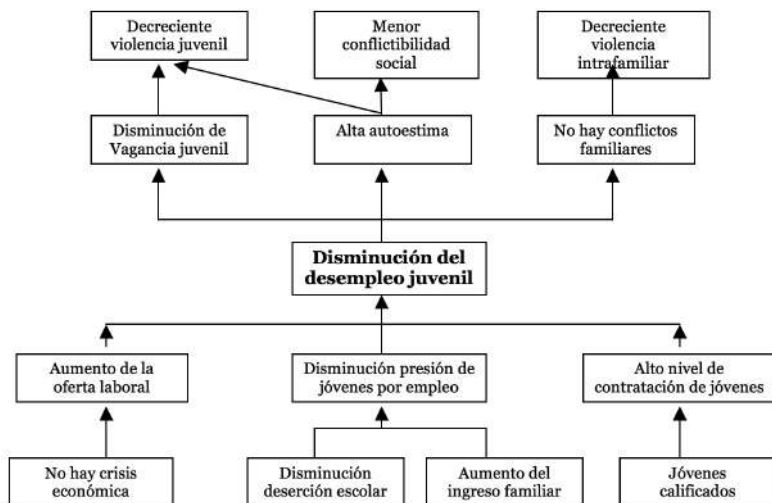 Decreciente
violencia juvenil
Menor
conflictibilidad
social
Decreciente
violencia
intrafamiliar
Disminución de
Vagancia juvenil
Alta autoestima
No hay conflictos
familiares
Disminución del
desempleo juvenil
Aumento de la
oferta laboral
Disminución presión de
jóvenes por empleo
Alto nivel de
contratación de jóvenes
No hay crisis
económica
Disminución
deserción escolar
Aumento del
ingreso familiar
Jóvenes
calificados